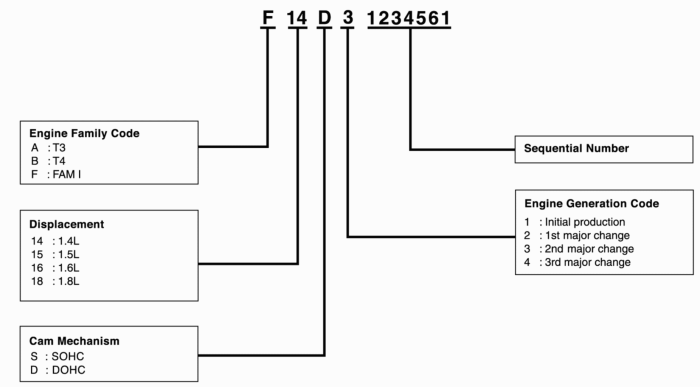 F 14 D 3 1234561
Engine Family Code
A : T3
B : T4
F : FAM I
Displacement
14 : 1.4L
15 : 1.5L
16 : 1.6L
18 : 1.8L
Cam Mechanism
S : SOHC
D : DOHC
Sequential Number
Engine Generation Code
1 : Initial production
2 : 1st major change
3 : 2nd major change
4 : 3rd major change